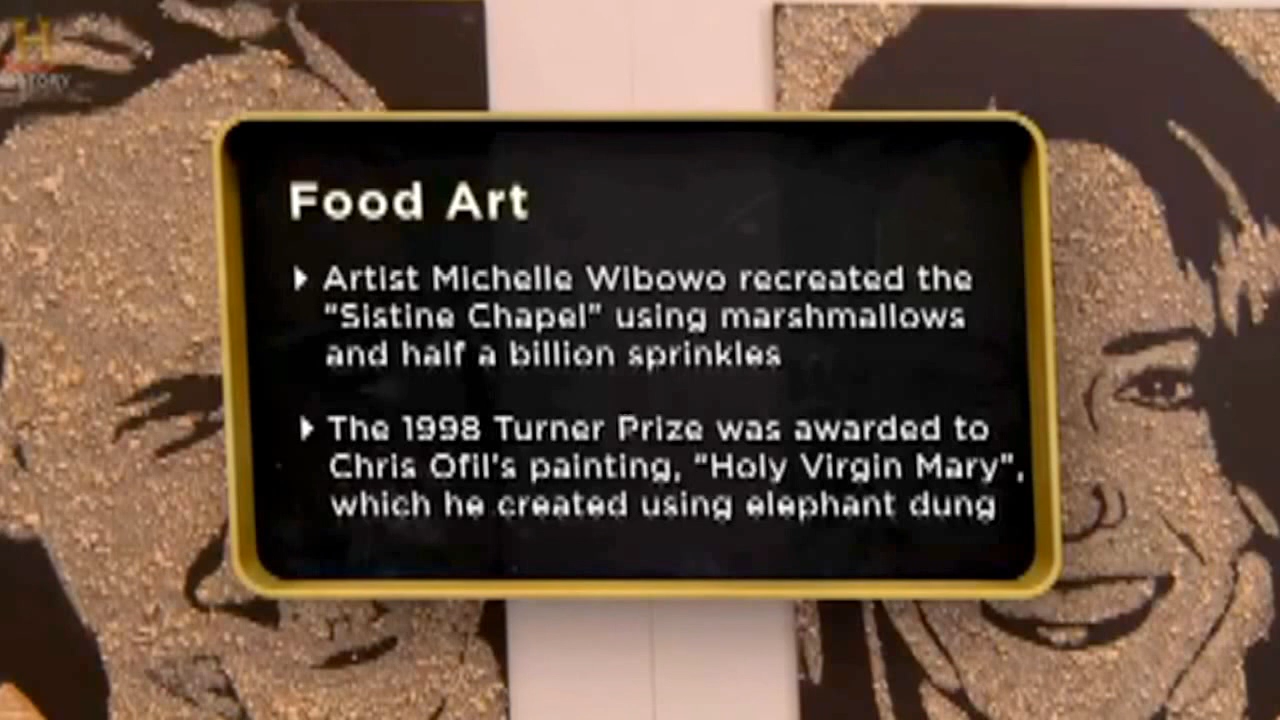 H
HISTORY
Food Art
Artist Michelle Wibowo recreated the
"Sistine Chapel" using marshmallows
and half a billion sprinkles
The 1998 Turner Prize was awarded to
Chris Ofil's painting, "Holy Virgin Mary",
which he created using elephant dung